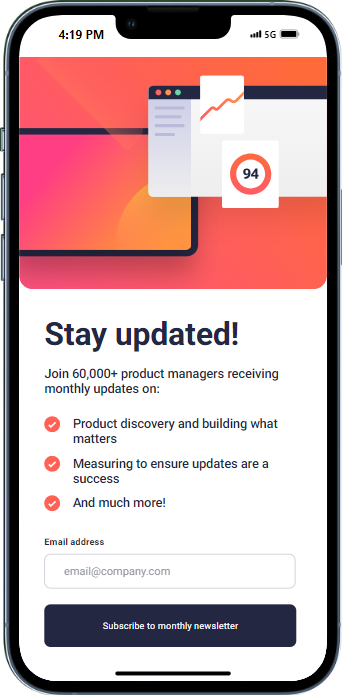 4:19 PM
5G
94
Stay updated!
Join 60,000+ product managers receiving
monthly updates on:
Product discovery and building what
matters
Measuring to ensure updates are a
success
And much more!
Email address
email@company.com
Subscribe to monthly newsletter